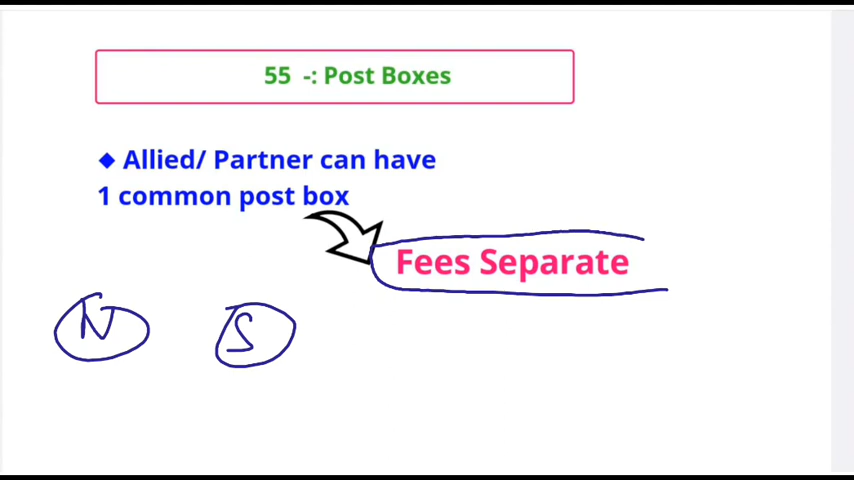 55 -: Post Boxes
◆ Allied/ Partner can have
1 common post box
Fees Separate
N S